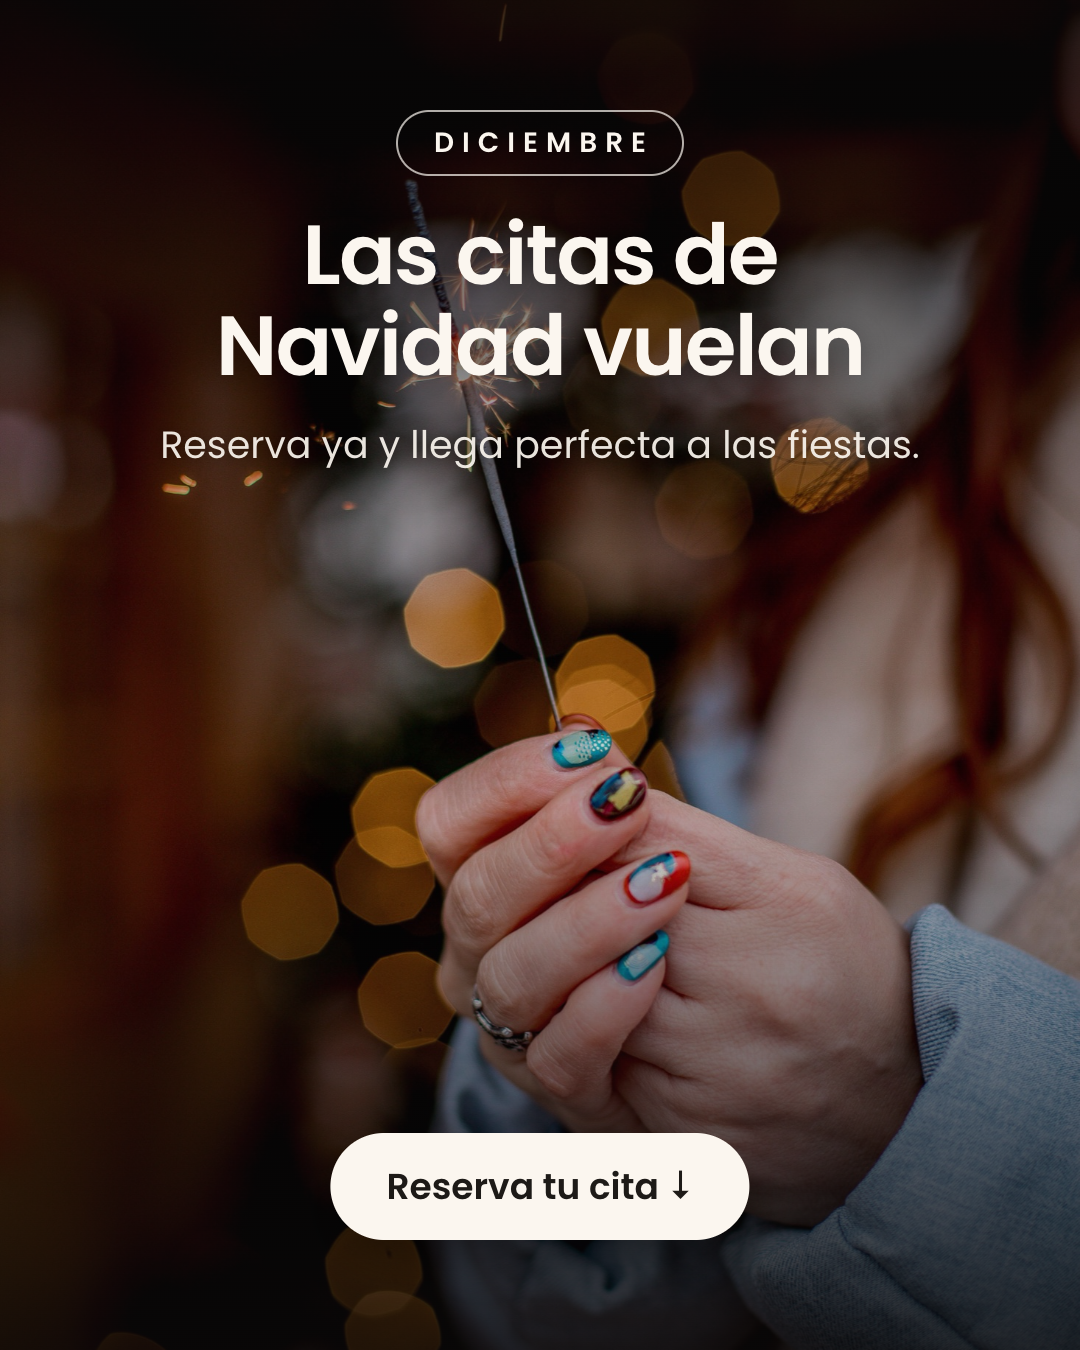 DICIEMBRE
Las citas de
Navidad vuelan
Reserva ya y llega perfecta a las fiestas.
Reserva tu cita ↓